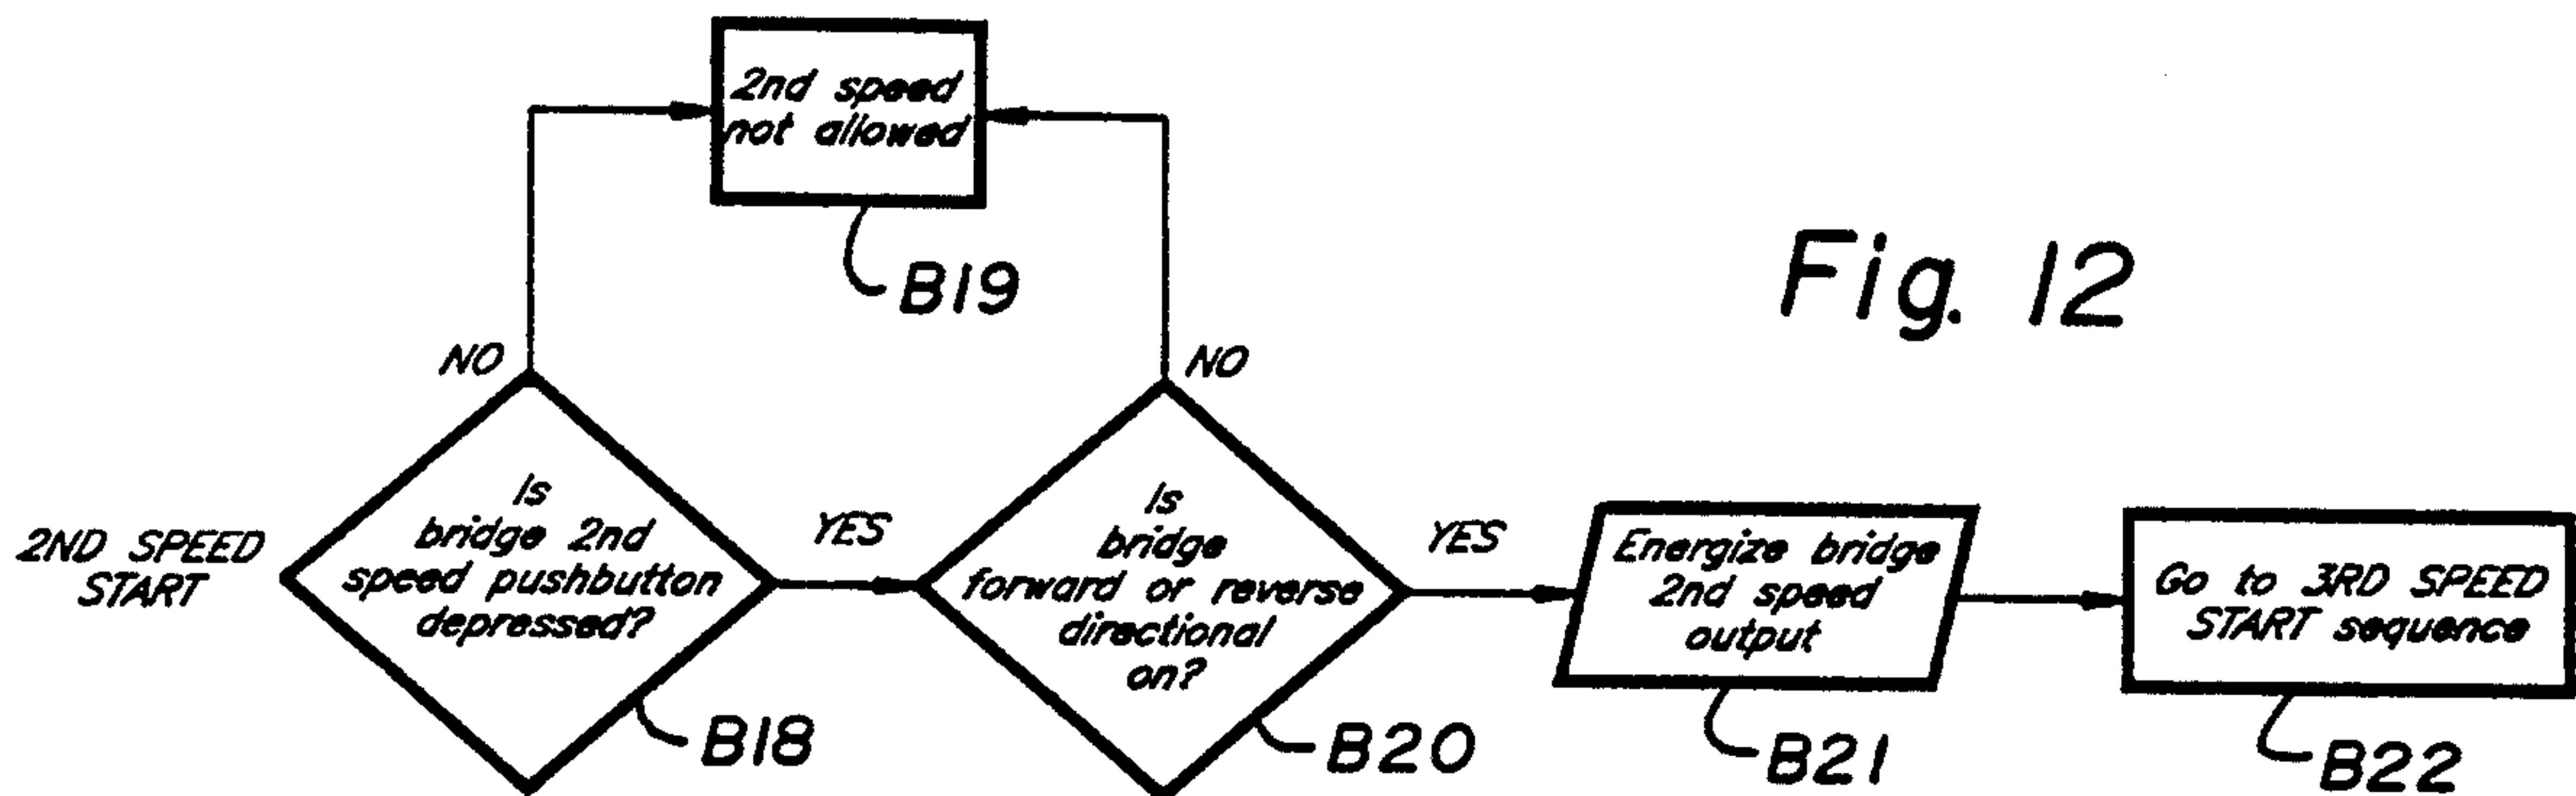 2nd speed
not allowed
B19
Fig. 12
NO
NO
2ND SPEED
START
Is
bridge 2nd
speed pushbutton
depressed?
B18
YES
Is
bridge
forward or reverse
directional
on?
B20
YES
Energize bridge
2nd speed
output
B21
Go to 3RD SPEED
START sequence
B22